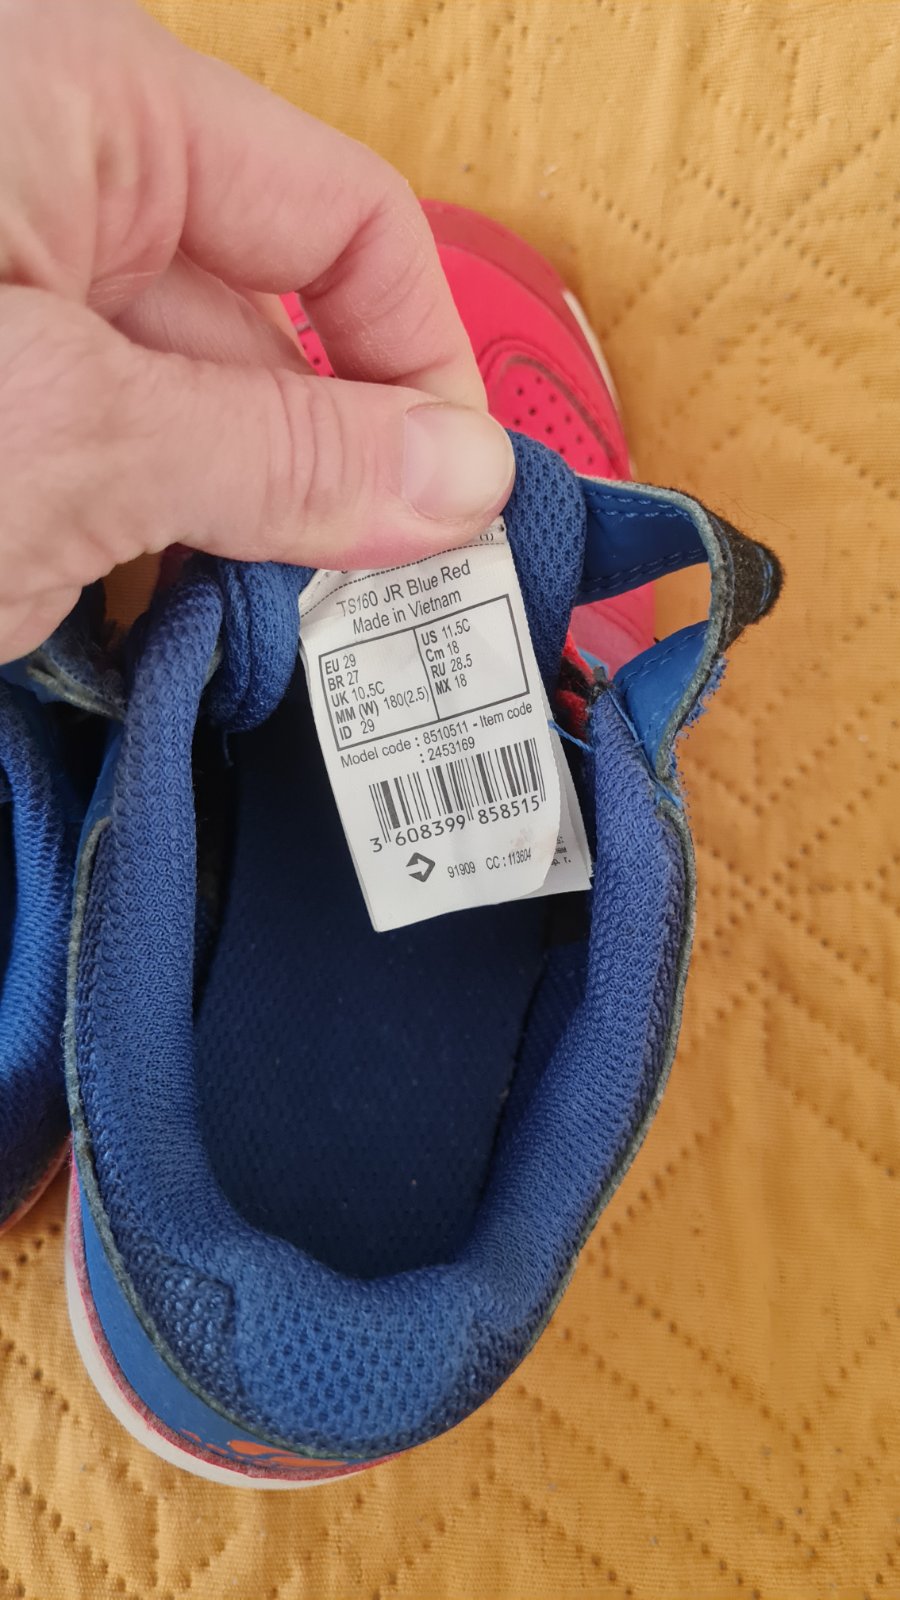 TS160 JR Blue Red
Made in Vietnam
EU 29
BR 27
UK 10.5C
MM (W) 180(2.5)
ID 29
US 11.5C
Cm 18
RU 28.5
MX 18
Model code : 8510511 - Item code
: 2453169
3 608399 858515
91909 CC : 113604